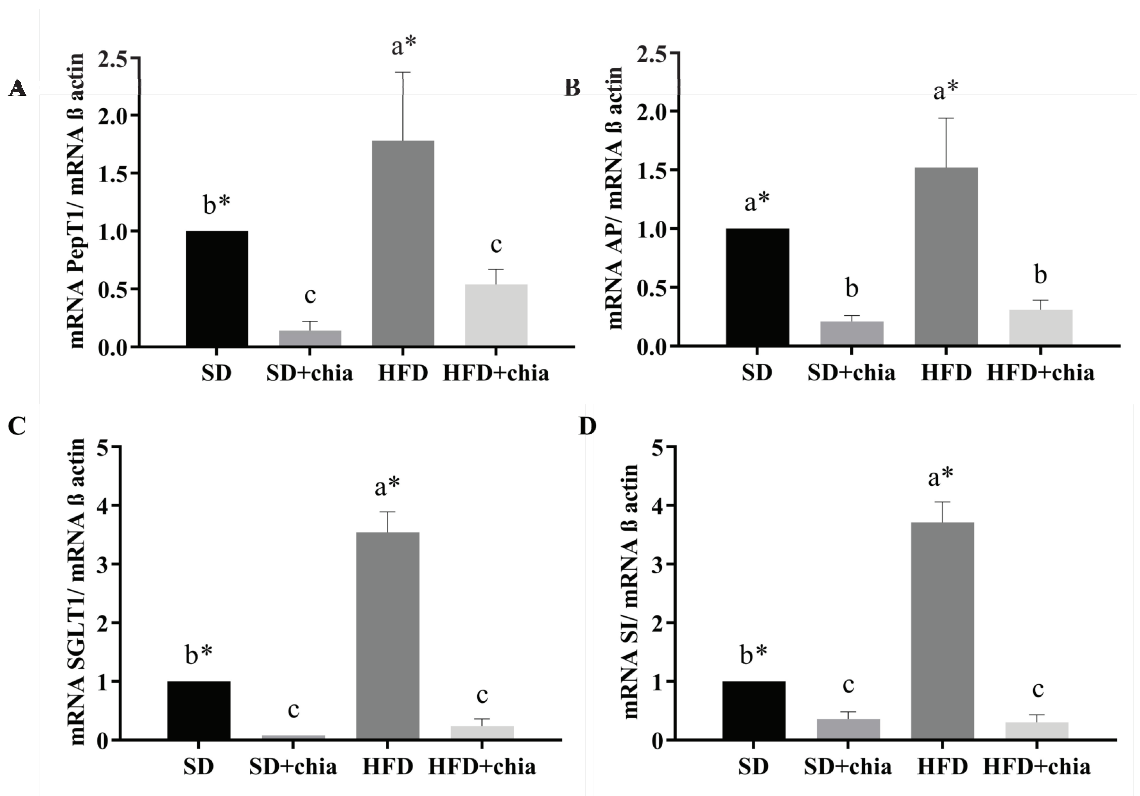 A
mRNA PepT1/ mRNA ß actin
2.5
2.0
1.5
1.0
0.5
0.0
b*
c
a*
c
SD SD+chia HFD HFD+chia
B
mRNA AP/ mRNA ß actin
2.5
2.0
1.5
1.0
0.5
0.0
a*
b
a*
b
SD SD+chia HFD HFD+chia
C
mRNA SGLT1/ mRNA ß actin
5
4
3
2
1
0
b*
c
a*
c
SD SD+chia HFD HFD+chia
D
mRNA SI/ mRNA ß actin
5
4
3
2
1
0
b*
c
a*
c
SD SD+chia HFD HFD+chia